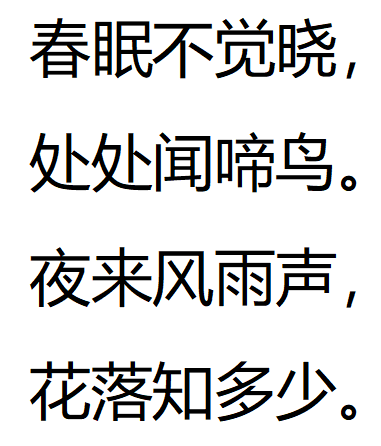 春眠不觉晓，
处处闻啼鸟。
夜来风雨声，
花落知多少。